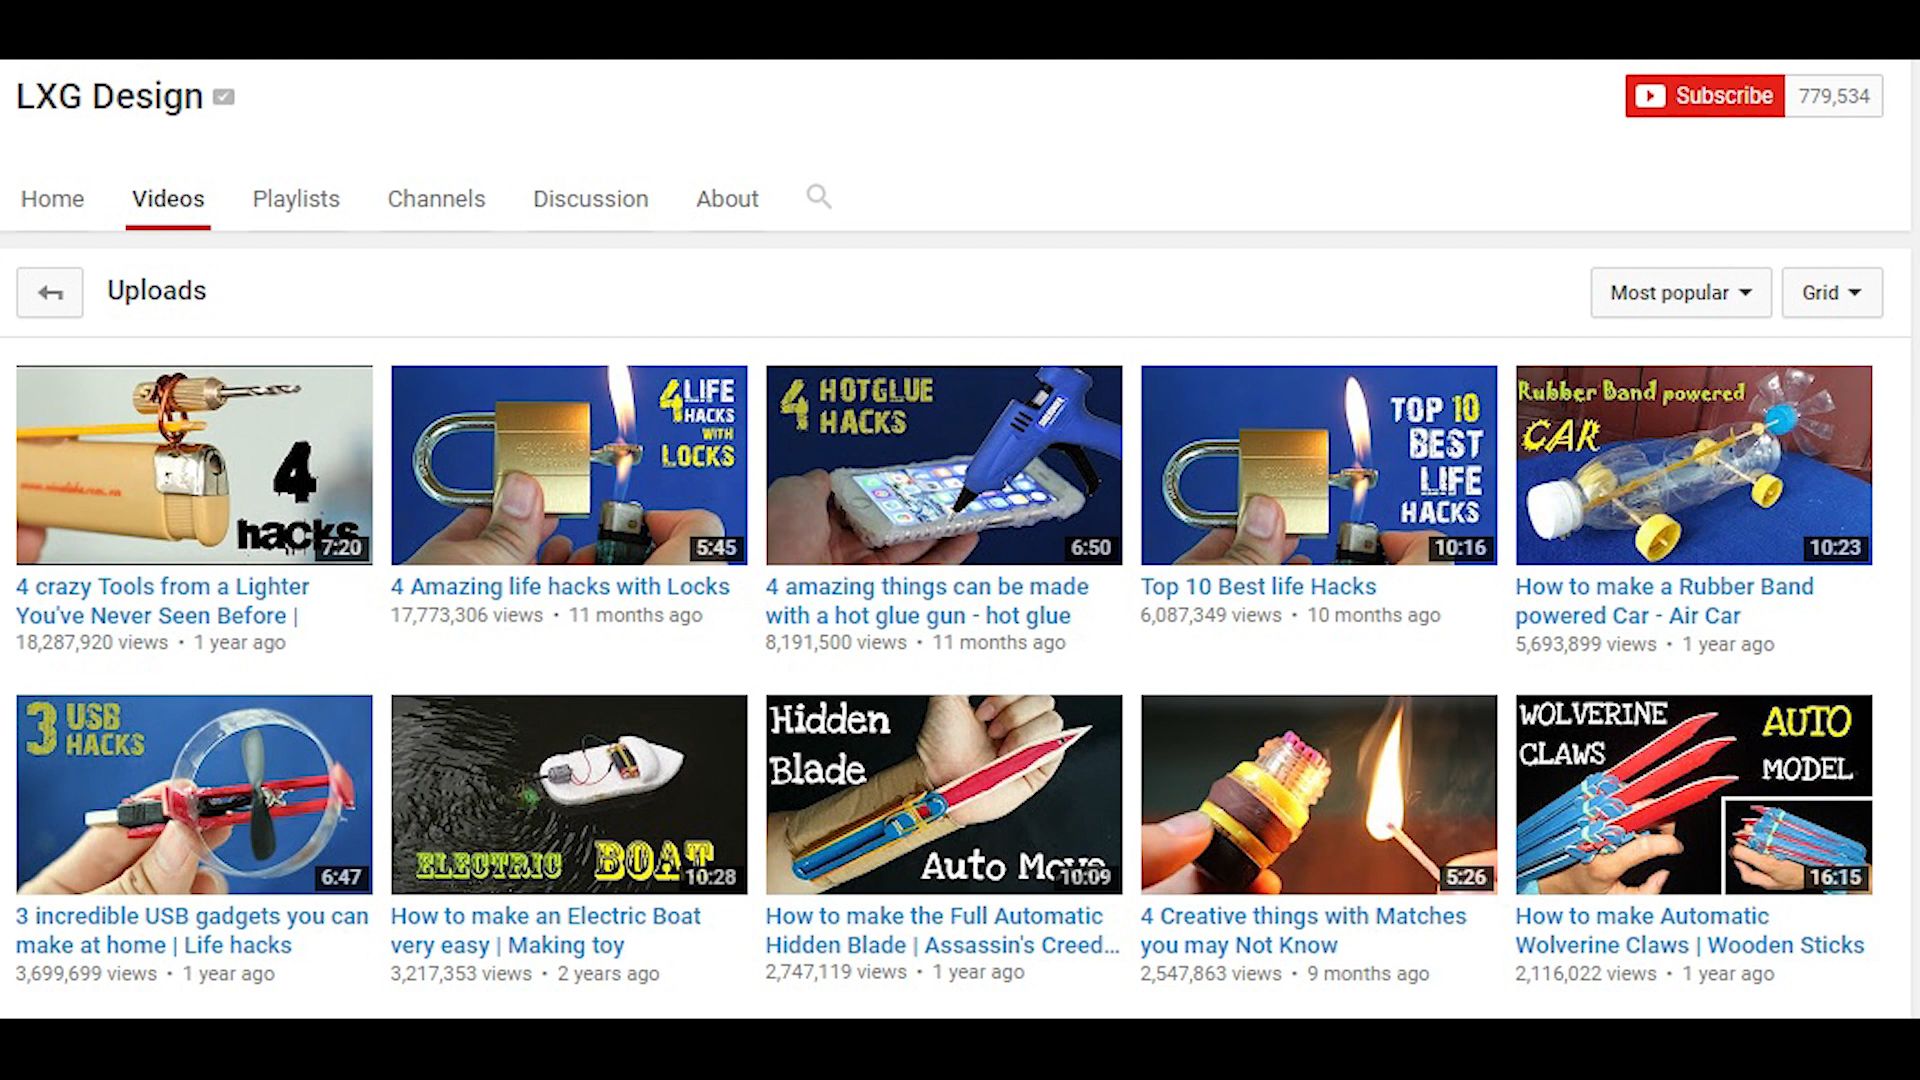 LXG Design
Subscribe 779,534
Home Videos Playlists Channels Discussion About
Uploads
Most popular Grid
4
hacks
7:20
4 crazy Tools from a Lighter
You've Never Seen Before |
18,287,920 views • 1 year ago
4 LIFE
HACKS
WITH
LOCKS
5:45
4 Amazing life hacks with Locks
17,773,306 views • 11 months ago
4 HOTGLUE
HACKS
6:50
4 amazing things can be made
with a hot glue gun - hot glue
8,191,500 views • 11 months ago
TOP 10
BEST
LIFE
HACKS
10:16
Top 10 Best life Hacks
6,087,349 views • 10 months ago
Rubber Band powered
CAR
10:23
How to make a Rubber Band
powered Car - Air Car
5,693,899 views • 1 year ago
3 USB
HACKS
6:47
3 incredible USB gadgets you can
make at home | Life hacks
3,699,699 views • 1 year ago
ELECTRIC BOAT
10:28
How to make an Electric Boat
very easy | Making toy
3,217,353 views • 2 years ago
Hidden
Blade
Auto Move
10:09
How to make the Full Automatic
Hidden Blade | Assassin's Creed...
2,747,119 views • 1 year ago
5:26
4 Creative things with Matches
you may Not Know
2,547,863 views • 9 months ago
WOLVERINE
CLAWS
AUTO
MODEL
16:15
How to make Automatic
Wolverine Claws | Wooden Sticks
2,116,022 views • 1 year ago